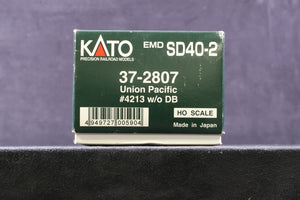 KATO EMD SD40-2
PRECISION RAILROAD MODELS
37-2807
Union Pacific
#4213 w/o DB
HO SCALE
4949727005904 Made in Japan